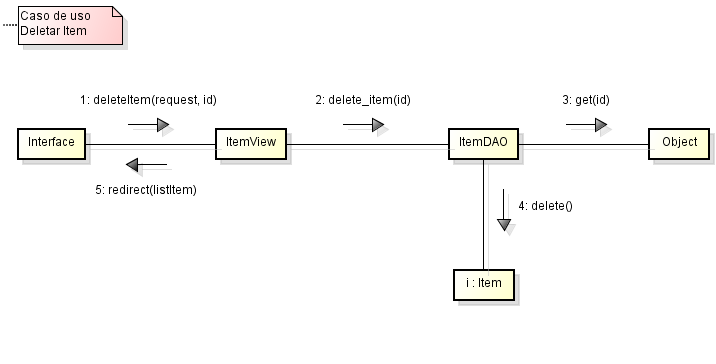 Caso de uso
Deletar Item
1: deleteItem(request, id)
2: delete_item(id)
3: get(id)
Interface
ItemView
ItemDAO
Object
5: redirect(listItem)
4: delete()
i : Item